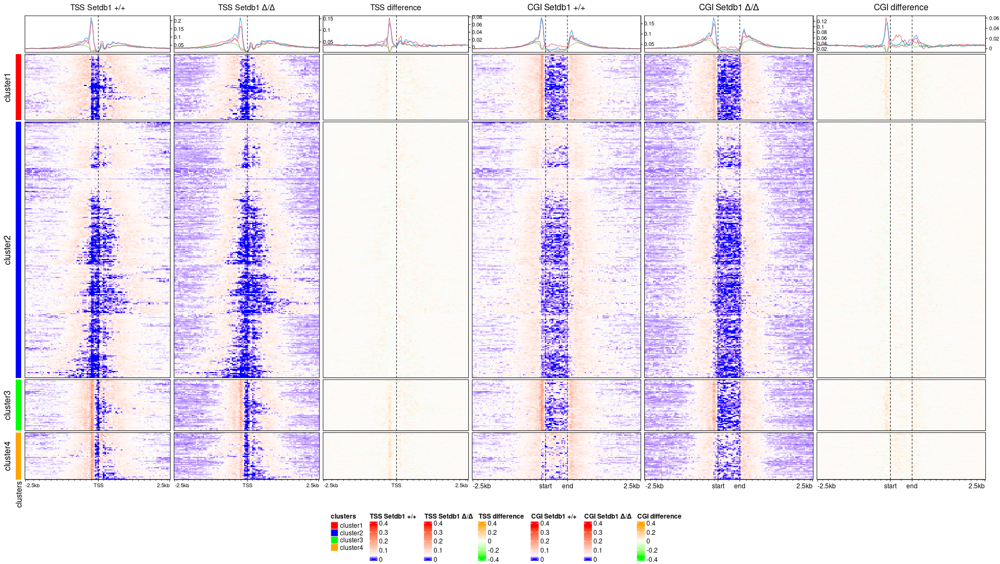 TSS Setdb1 +/+
TSS Setdb1 Δ/Δ
TSS difference
CGI Setdb1 +/+
CGI Setdb1 Δ/Δ
CGI difference
0.2
0.15
0.1
0.05
0.15
0.1
0.05
0.08
0.06
0.04
0.02
0
0.15
0.1
0.05
0.12
0.1
0.08
0.06
0.04
0.02
0.06
0.04
0.02
0
cluster1
cluster2
cluster3
cluster4
clusters
-2.5kb TSS 2.5kb
-2.5kb TSS 2.5kb
-2.5kb TSS 2.5kb
-2.5kb start end 2.5kb
-2.5kb start end 2.5kb
-2.5kb start end 2.5kb
clusters
cluster1
cluster2
cluster3
cluster4
TSS Setdb1 +/+
0.4
0.3
0.2
0.1
0
TSS Setdb1 Δ/Δ
0.4
0.3
0.2
0.1
0
TSS difference
0.4
0.2
0
-0.2
-0.4
CGI Setdb1 +/+
0.4
0.3
0.2
0.1
0
CGI Setdb1 Δ/Δ
0.4
0.3
0.2
0.1
0
CGI difference
0.4
0.2
0
-0.2
-0.4